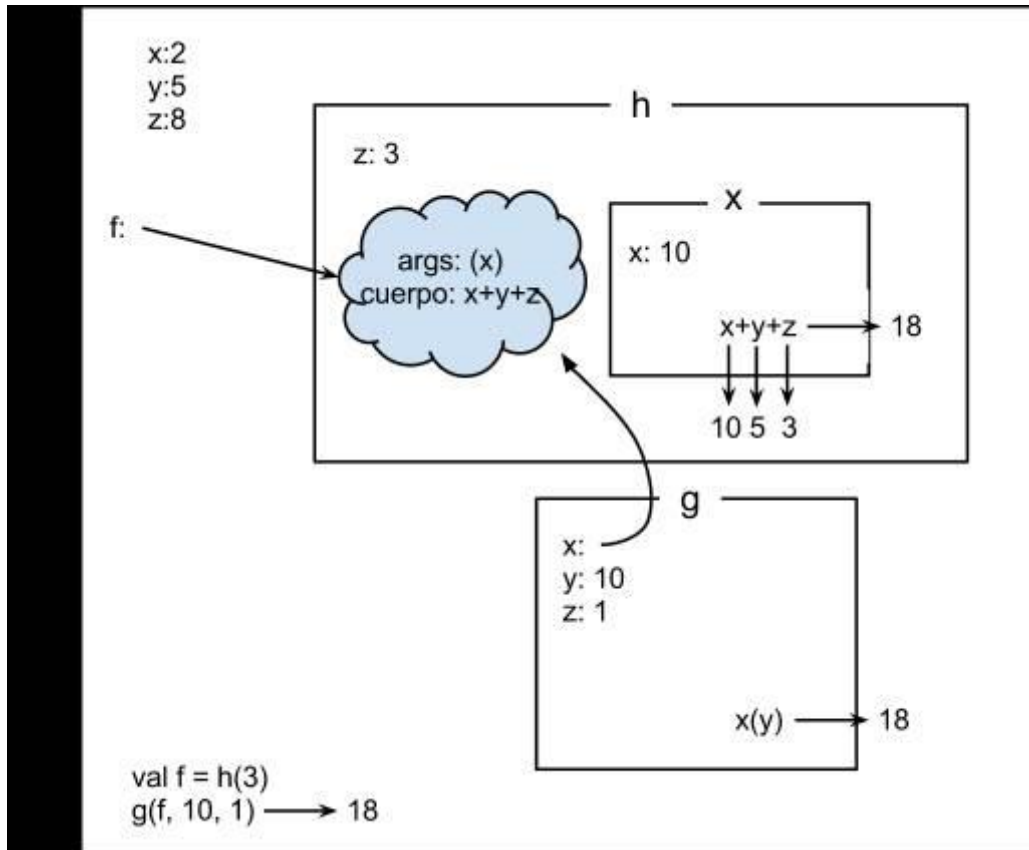 x:2
y:5
z:8
h
z: 3
x
f:
args: (x)
cuerpo: x+y+z
x: 10
x+y+z
18
10 5 3
g
x:
y: 10
z: 1
x(y)
18
val f = h(3)
g(f, 10, 1)
18